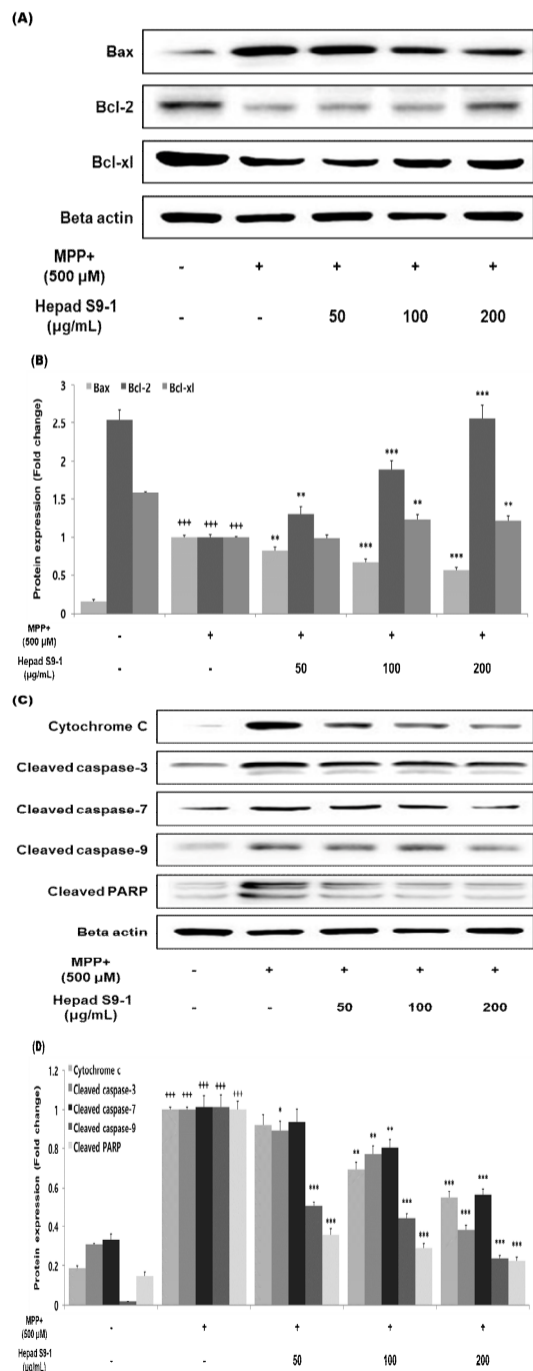 (A)
Bax
Bcl-2
Bcl-xl
Beta actin
MPP+ - + + + +
(500 µM)
Hepad S9-1 - - 50 100 200
(µg/mL)
(B)
Bax Bcl-2 Bcl-xl
Protein expression (Fold change)
3
2.5
2
1.5
1
0.5
0
+++ +++ +++ ** ** *** *** ** *** *** **
MPP+ - + + + +
(500 µM)
Hepad S9-1 - - 50 100 200
(µg/mL)
(C)
Cytochrome C
Cleaved caspase-3
Cleaved caspase-7
Cleaved caspase-9
Cleaved PARP
Beta actin
MPP+ - + + + +
(500 µM)
Hepad S9-1 - - 50 100 200
(µg/mL)
(D)
Cytochrome c
Cleaved caspase-3
Cleaved caspase-7
Cleaved caspase-9
Cleaved PARP
Protein expression (Fold change)
1.2
1
0.8
0.6
0.4
0.2
0
+++ +++ +++ +++ +++ * *** *** ** ** ** *** *** *** *** *** *** ***
MPP+ - + + + +
(500 µM)
Hepad S9-1 - - 50 100 200
(µg/mL)